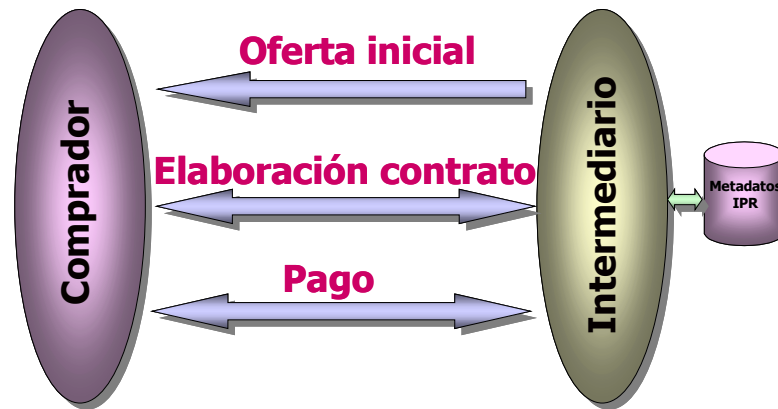 Oferta inicial
Comprador
Elaboración contrato
Intermediario
Metadatos
IPR
Pago